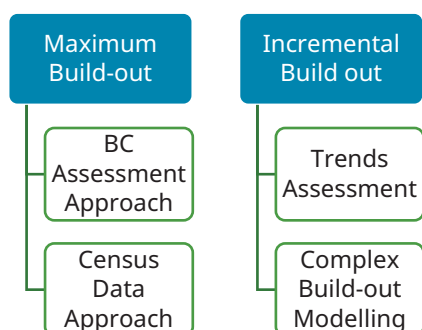 Maximum
Build-out
BC
Assessment
Approach
Census
Data
Approach
Incremental
Build out
Trends
Assessment
Complex
Build-out
Modelling